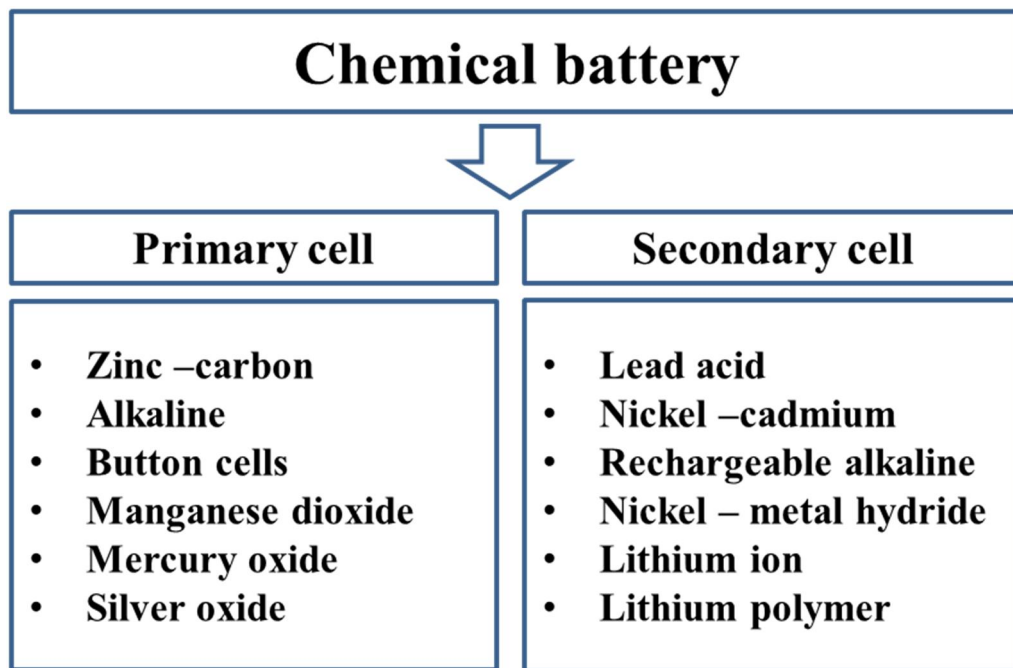 Chemical battery
Primary cell
• Zinc –carbon
• Alkaline
• Button cells
• Manganese dioxide
• Mercury oxide
• Silver oxide
Secondary cell
• Lead acid
• Nickel –cadmium
• Rechargeable alkaline
• Nickel – metal hydride
• Lithium ion
• Lithium polymer